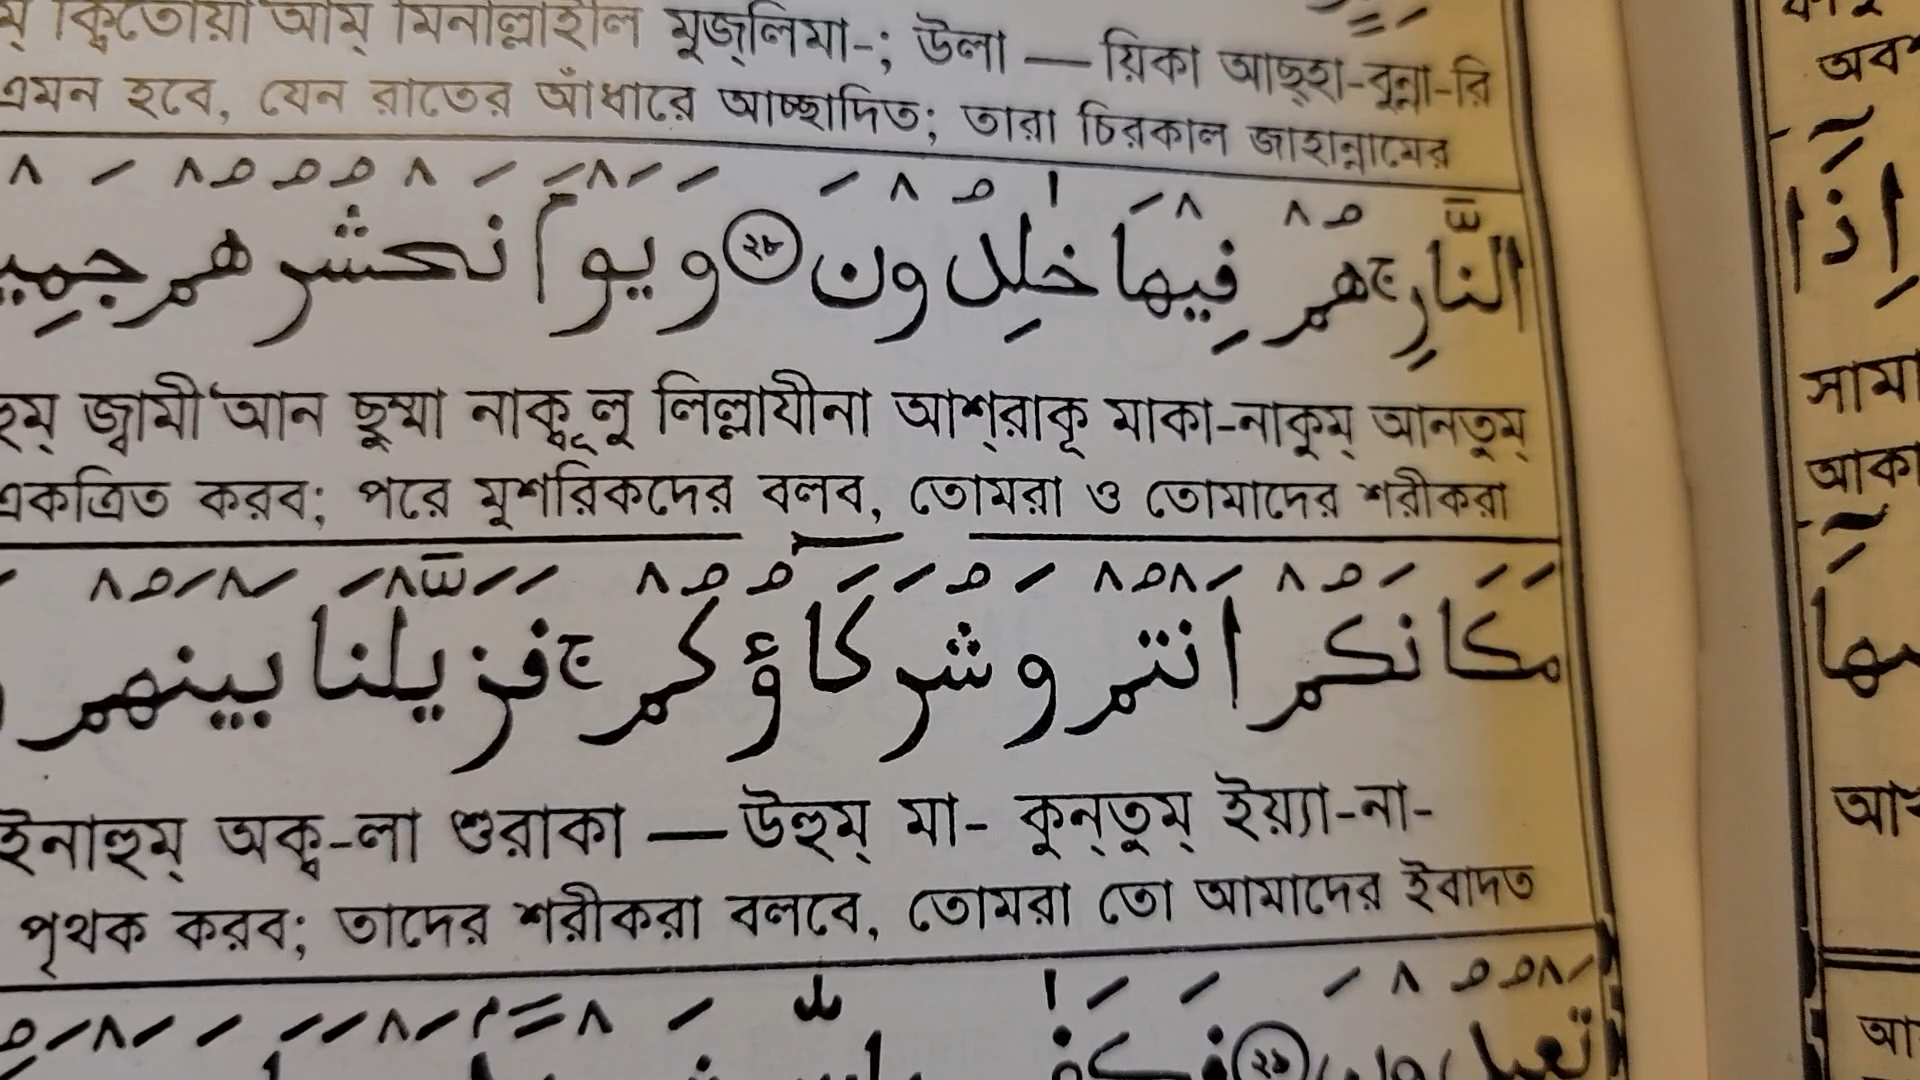 ম্ কিত্বোয়া'আম্ মিনাল্লাইলি মুজ্‌লিমা-; উলা — য়িকা আছ্‌হা-বুন্না-রি
এমন হবে, যেন রাতের আঁধারে আচ্ছাদিত; তারা চিরকাল জাহান্নামের
النَّارِ ۚ هُمْ فِيهَا خٰلِدُونَ ﴿٢٧﴾ وَيَوْمَ نَحْشُرُهُمْ
হুম্ জ্বামী'আন ছুম্মা নাক্বূলু লিল্লাযীনা আশ্‌রাকূ মাকা-নাকুম্ আনতুম্
একত্রিত করব; পরে মুশরিকদের বলব, তোমরা ও তোমাদের শরীকরা
مَكَانَكُمْ أَنْتُمْ وَشُرَكَاؤُكُمْ ۚ فَزَيَّلْنَا بَيْنَهُمْ
ইনাহুম্ অক্ব-লা শুরাকা — উহুম্ মা- কুন্‌তুম্ ইয়্যা-না-
পৃথক করব; তাদের শরীকরা বলবে, তোমরা তো আমাদের ইবাদত
اذا
সামা
আকা